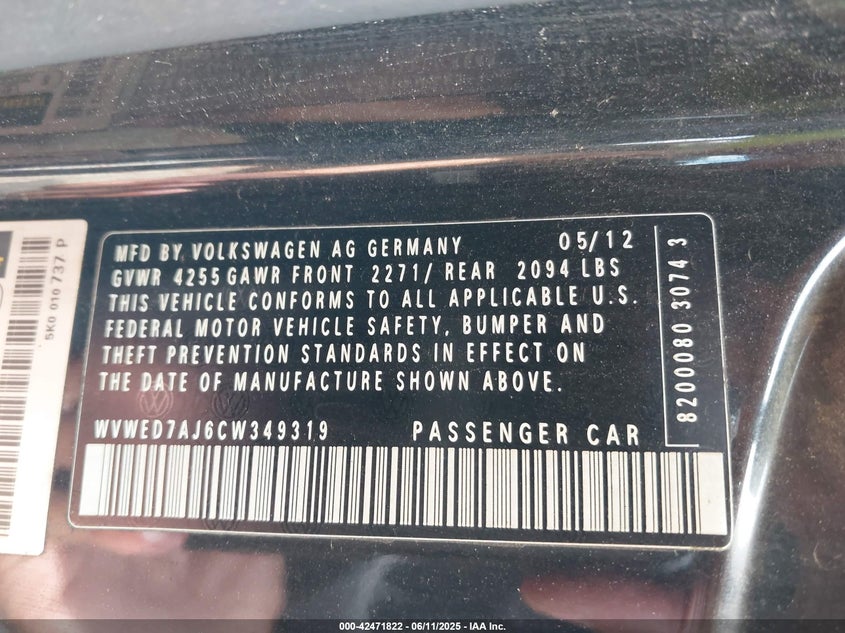 MFD BY VOLKSWAGEN AG GERMANY 05/12
GVWR 4255 GAWR FRONT 2271/ REAR 2094 LBS
THIS VEHICLE CONFORMS TO ALL APPLICABLE U.S.
FEDERAL MOTOR VEHICLE SAFETY, BUMPER AND
THEFT PREVENTION STANDARDS IN EFFECT ON
THE DATE OF MANUFACTURE SHOWN ABOVE.
WVWED7AJ6CW349319 PASSENGER CAR
8200080 3074 3
5K0 010 737 P
000-42471822 / 06/11/2025 - IAA Inc.